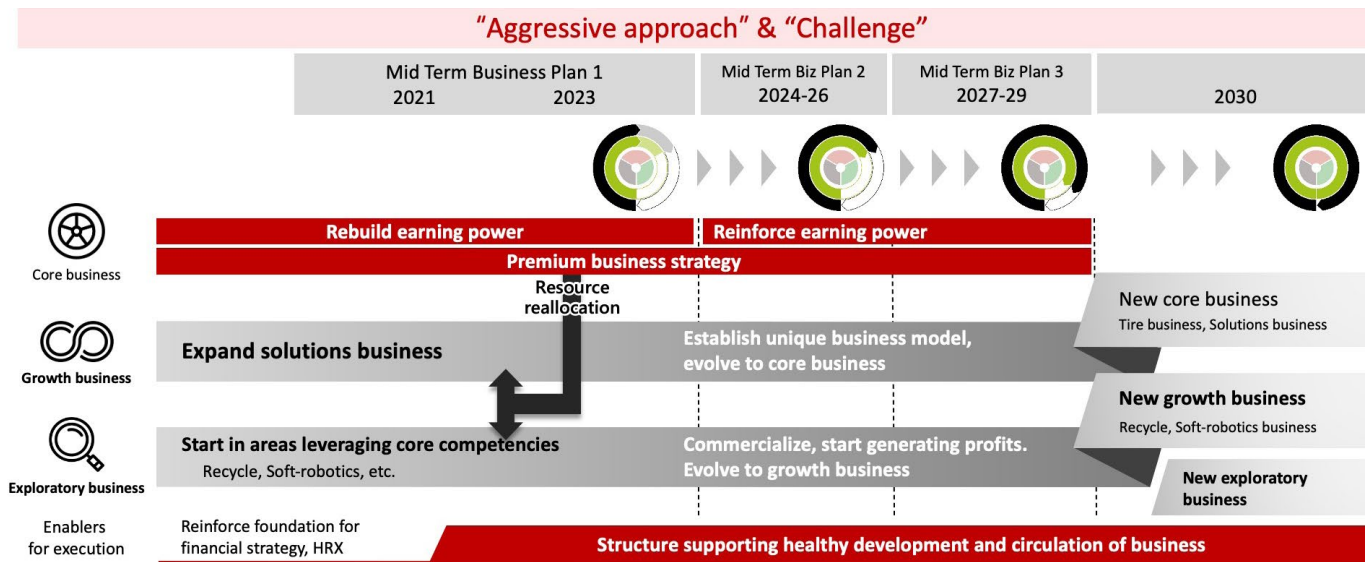 "Aggressive approach" & "Challenge"
Mid Term Business Plan 1
2021 2023
Mid Term Biz Plan 2
2024-26
Mid Term Biz Plan 3
2027-29
2030
Core business
Rebuild earning power
Reinforce earning power
Premium business strategy
Resource
reallocation
New core business
Tire business, Solutions business
Growth business
Expand solutions business
Establish unique business model,
evolve to core business
New growth business
Recycle, Soft-robotics business
Exploratory business
Start in areas leveraging core competencies
Recycle, Soft-robotics, etc.
Commercialize, start generating profits.
Evolve to growth business
New exploratory
business
Enablers
for execution
Reinforce foundation for
financial strategy, HRX
Structure supporting healthy development and circulation of business